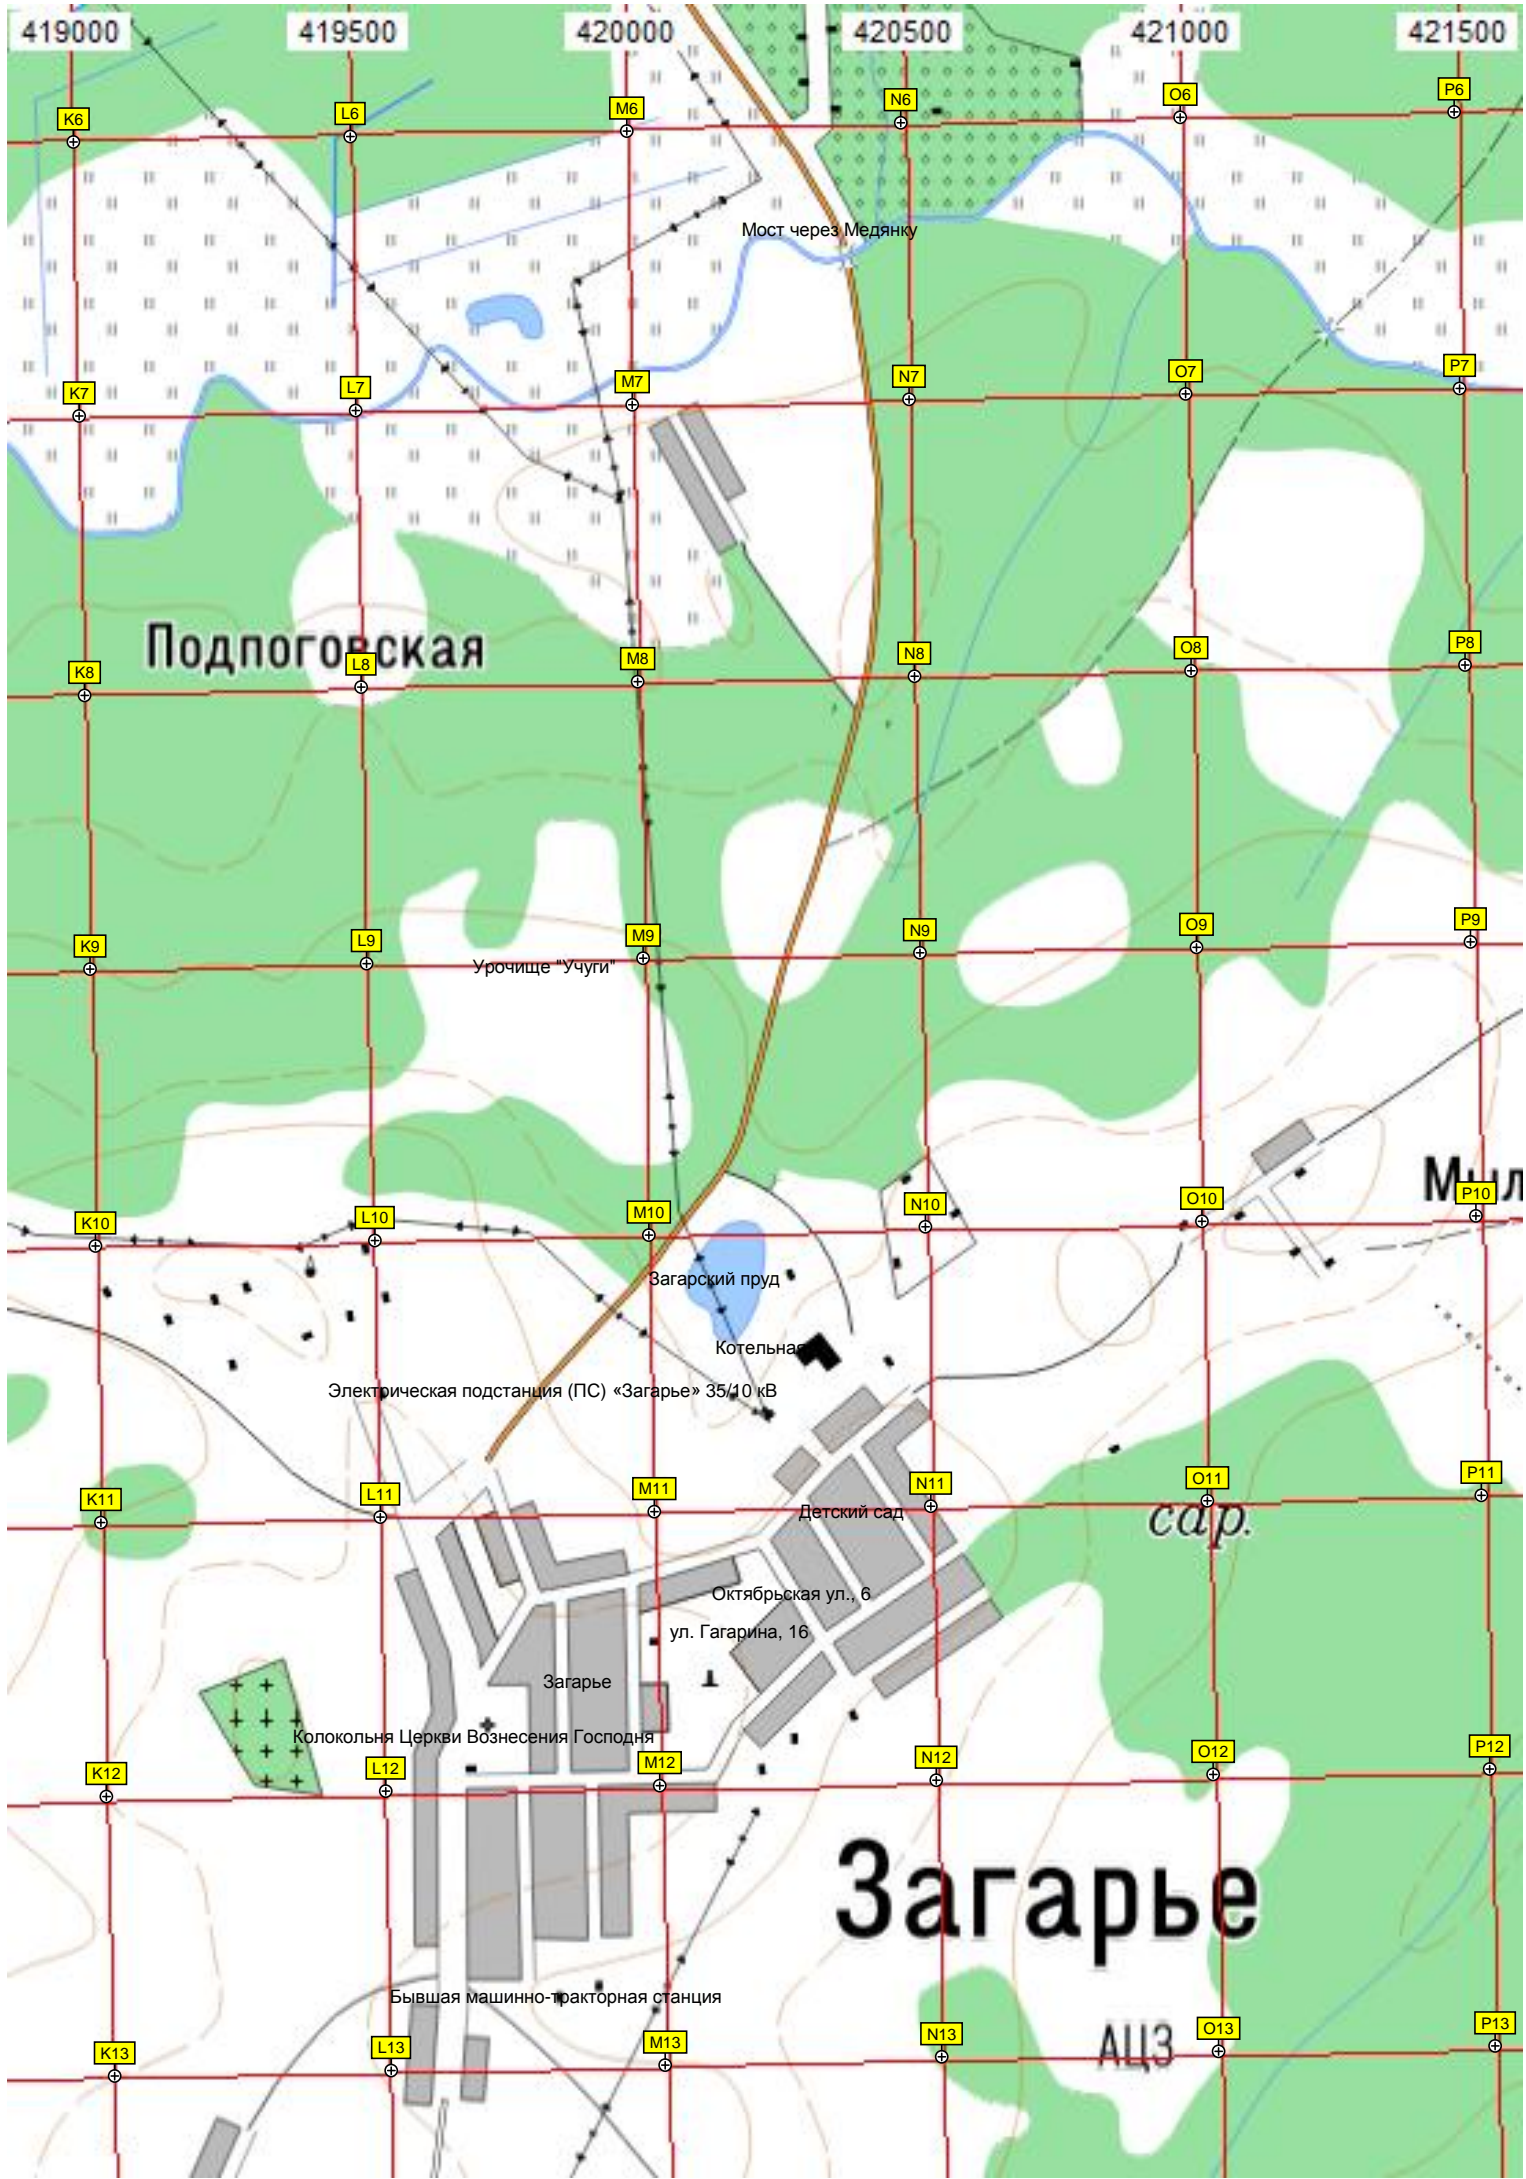 419000 419500 420000 420500 421000 421500
K6 L6 M6 N6 O6 P6
Мост через Медянку
K7 L7 M7 N7 O7 P7
Подпоговская
K8 L8 M8 N8 O8 P8
K9 L9 M9 N9 O9 P9
Урочище "Учуги"
K10 L10 M10 N10 O10 P10
Загарский пруд
Котельная
Электрическая подстанция (ПС) «Загарье» 35/10 кВ
K11 L11 M11 N11 O11 P11
Детский сад
сар.
Октябрьская ул., 6
ул. Гагарина, 16
Загарье
Колокольня Церкви Вознесения Господня
K12 L12 M12 N12 O12 P12
Загарье
Бывшая машинно-тракторная станция
АЦЗ
K13 L13 M13 N13 O13 P13